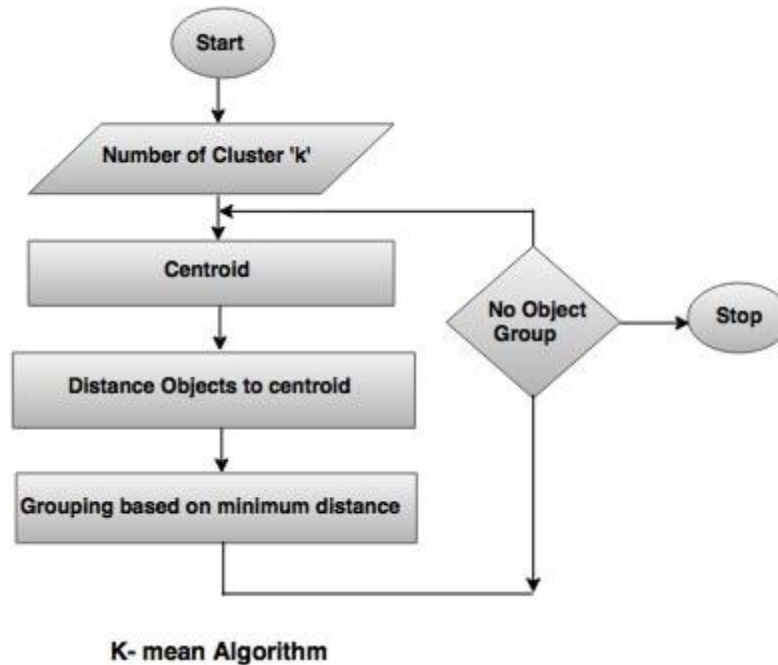 Start
Number of Cluster 'k'
Centroid
Distance Objects to centroid
Grouping based on minimum distance
No Object
Group
Stop
K- mean Algorithm